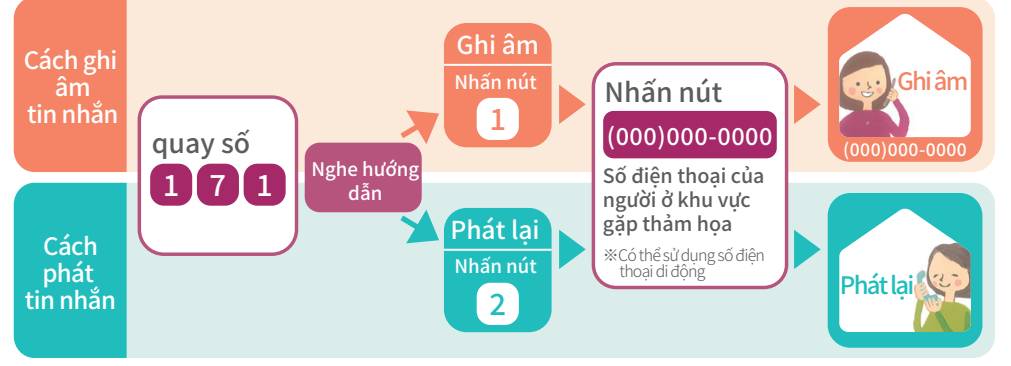 Cách ghi
âm
tin nhắn
quay số
1 7 1
Nghe hướng
dẫn
Ghi âm
Nhấn nút
1
Nhấn nút
(000)000-0000
Số điện thoại của
người ở khu vực
gặp thảm họa
※Có thể sử dụng số điện
thoại di động
Ghi âm
(000)000-0000
Cách
phát
tin nhắn
Phát lại
Nhấn nút
2
Phát lại